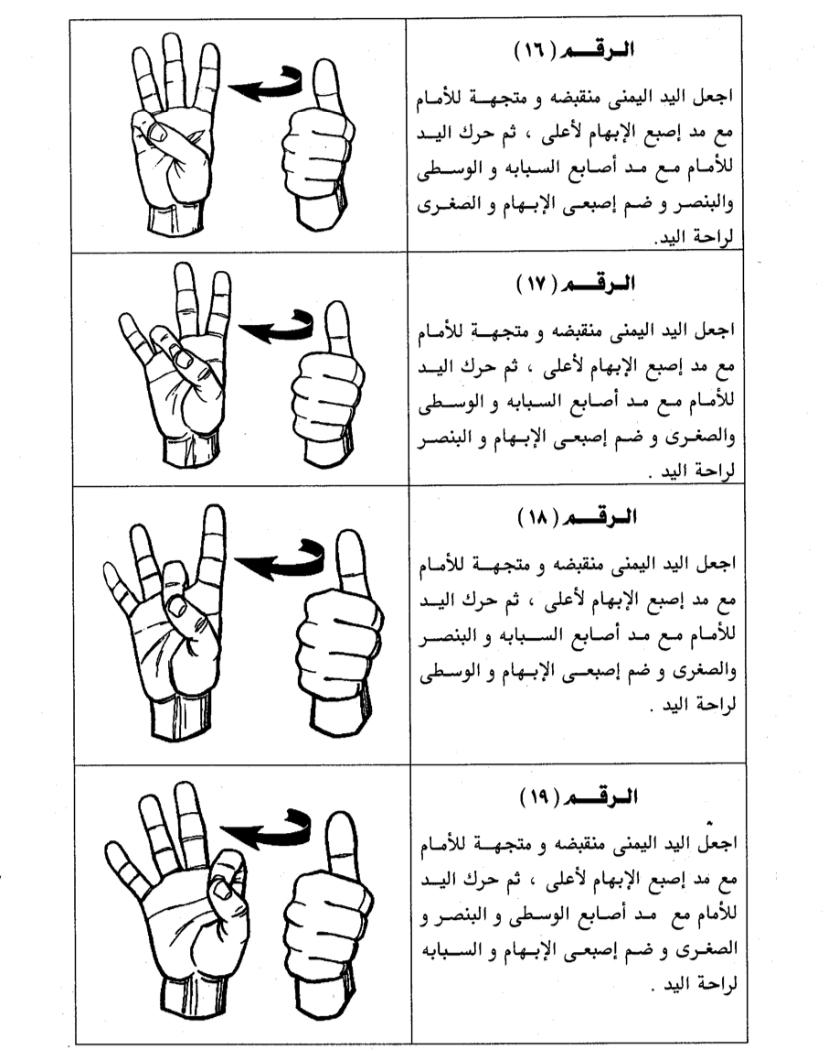 الرقم (١٦)
اجعل اليد اليمنى منقبضه و متجهة للأمام
مع مد إصبع الإبهام لأعلى ، ثم حرك اليد
للأمام مع مد أصابع السبابه و الوسطى
والبنصر و ضم إصبعى الإبهام و الصغرى
لراحة اليد.
الرقم (١٧)
اجعل اليد اليمنى منقبضه و متجهة للأمام
مع مد إصبع الإبهام لأعلى ، ثم حرك اليد
للأمام مع مد أصابع السبابه و الوسطى
والصغرى و ضم إصبعى الإبهام و البنصر
لراحة اليد .
الرقم (١٨)
اجعل اليد اليمنى منقبضه و متجهة للأمام
مع مد إصبع الإبهام لأعلى ، ثم حرك اليد
للأمام مع مد أصابع السبابه و البنصر
والصغرى و ضم إصبعى الإبهام و الوسطى
لراحة اليد .
الرقم (١٩)
اجعل اليد اليمنى منقبضه و متجهة للأمام
مع مد إصبع الإبهام لأعلى ، ثم حرك اليد
للأمام مع مد أصابع الوسطى و البنصر و
الصغرى و ضم إصبعى الإبهام و السبابه
لراحة اليد .